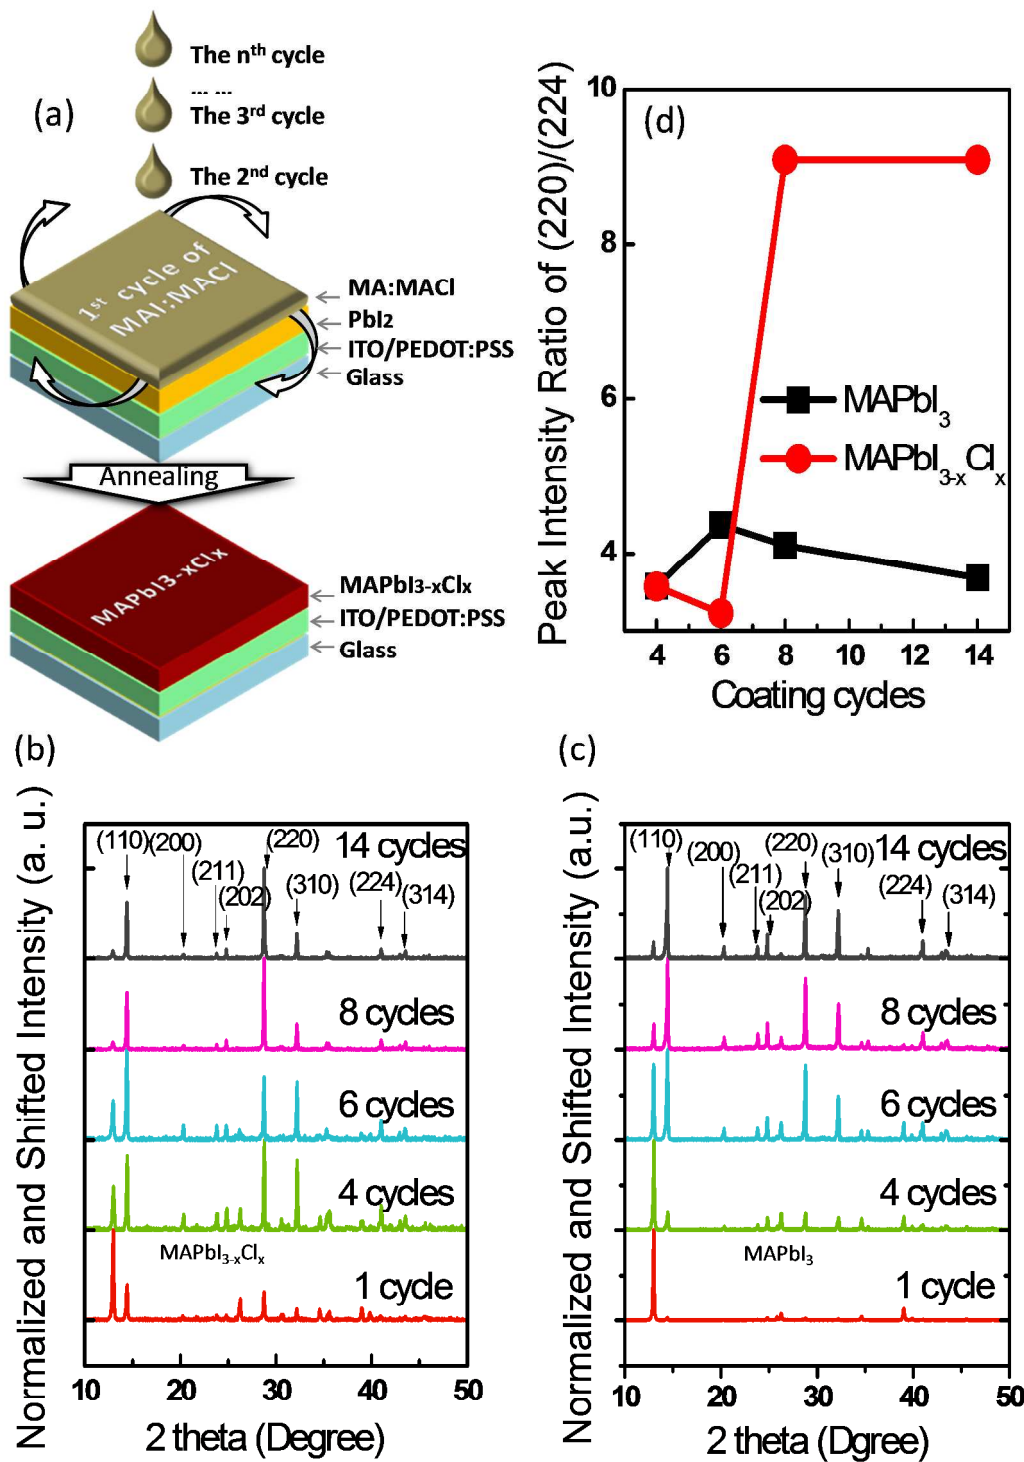 (a)
The nth cycle
... ...
The 3rd cycle
The 2nd cycle
1st cycle of
MAI:MACl
MA:MACl
PbI2
ITO/PEDOT:PSS
Glass
Annealing
MAPbI3-xClx
MAPbI3-xClx
ITO/PEDOT:PSS
Glass
(d)
Peak Intensity Ratio of (220)/(224)
10
8
6
4
MAPbI3
MAPbI3-xClx
4 6 8 10 12 14
Coating cycles
(b)
Normalized and Shifted Intensity (a. u.)
(110) (200) (211) (202) (220) (310) (224) (314)
14 cycles
8 cycles
6 cycles
4 cycles
MAPbI3-xClx
1 cycle
10 20 30 40 50
2 theta (Degree)
(c)
Normalized and Shifted Intensity (a.u.)
(110) (200) (211) (202) (220) (310) (224) (314)
14 cycles
8 cycles
6 cycles
4 cycles
MAPbI3
1 cycle
10 20 30 40 50
2 theta (Dgree)